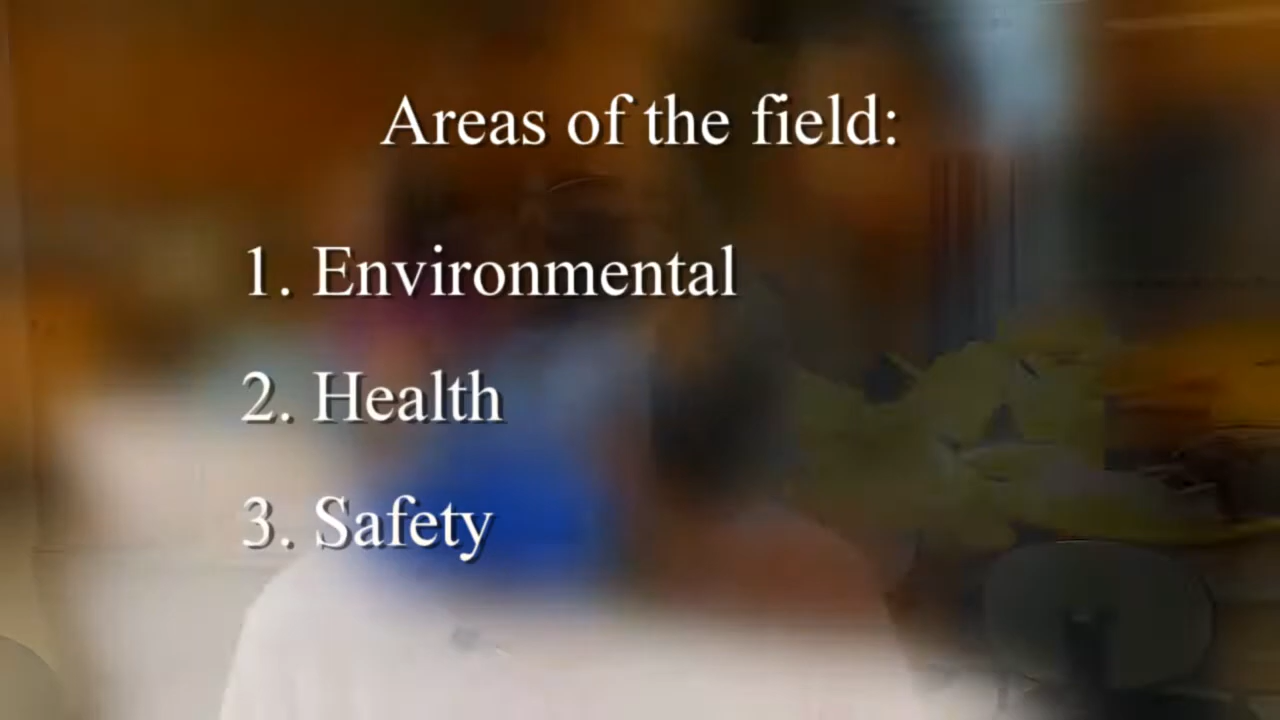 Areas of the field:
1. Environmental
2. Health
3. Safety